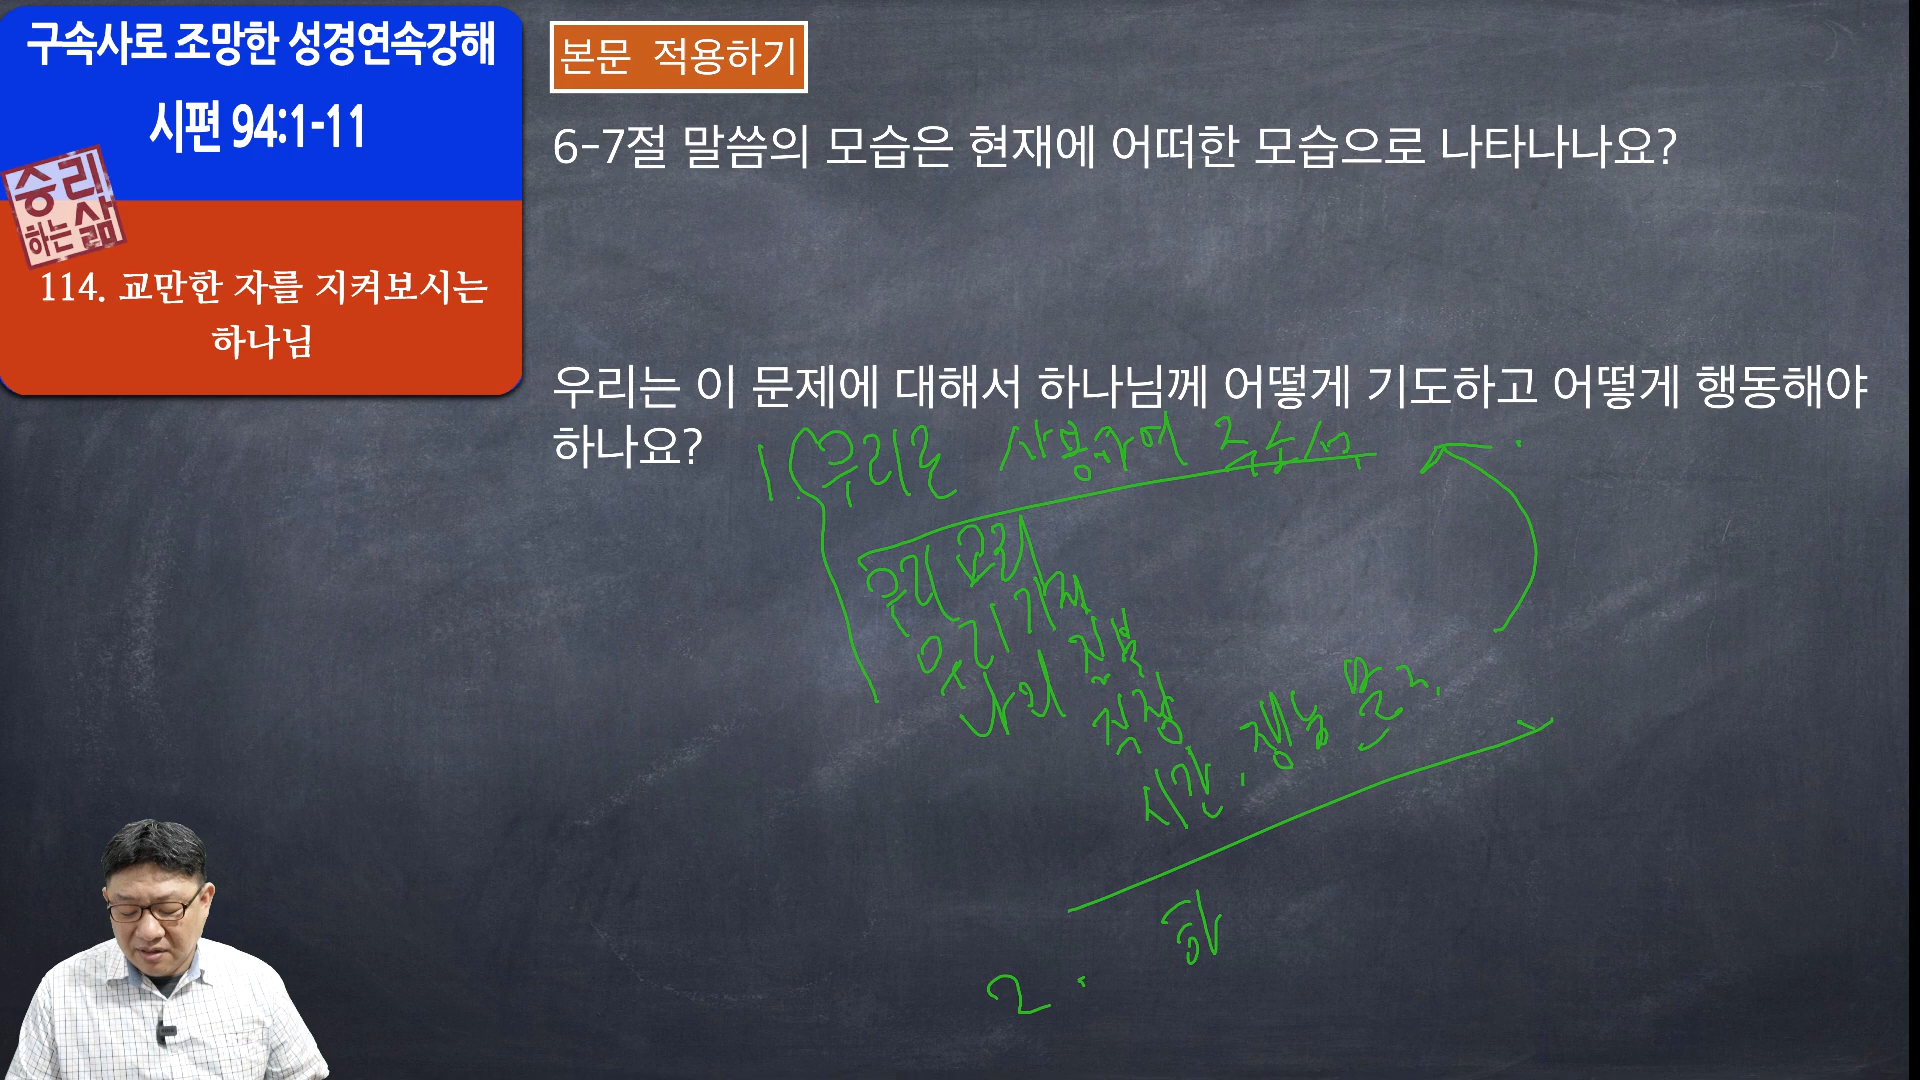 구속사로 조망한 성경연속강해
시편 94:1-11
승리
하는 삶
114. 교만한 자를 지켜보시는
하나님
본문 적용하기
6-7절 말씀의 모습은 현재에 어떠한 모습으로 나타나나요?
우리는 이 문제에 대해서 하나님께 어떻게 기도하고 어떻게 행동해야
하나요?
1 우리를 사용하여 주소서
우리 교회
우리 가정
나의 지갑
직장
시간, 재능 물
2.